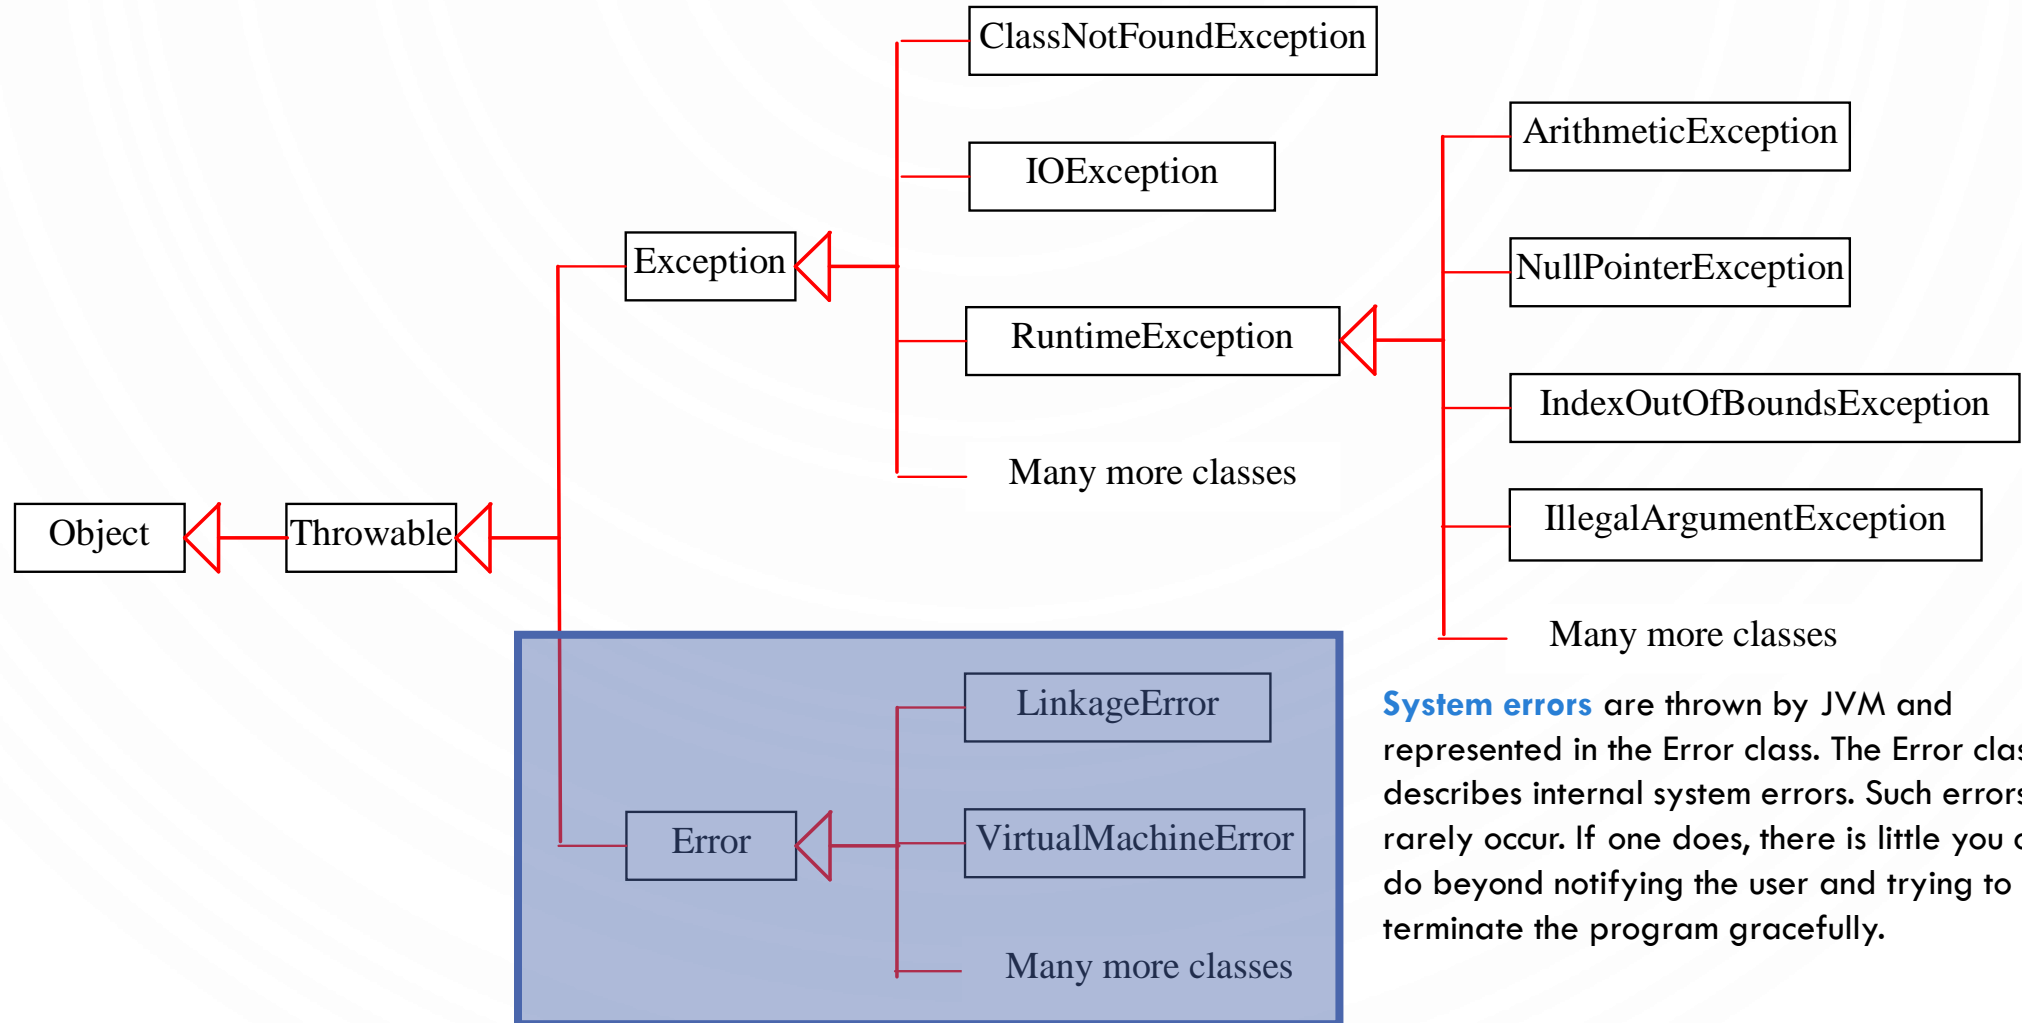 ClassNotFoundException
ArithmeticException
IOException
Exception
NullPointerException
RuntimeException
IndexOutOfBoundsException
Many more classes
Object
Throwable
IllegalArgumentException
Many more classes
LinkageError
Error
VirtualMachineError
Many more classes
System errors are thrown by JVM and
represented in the Error class. The Error
describes internal system errors. Such errors
rarely occur. If one does, there is little you
do beyond notifying the user and trying to
terminate the program gracefully.